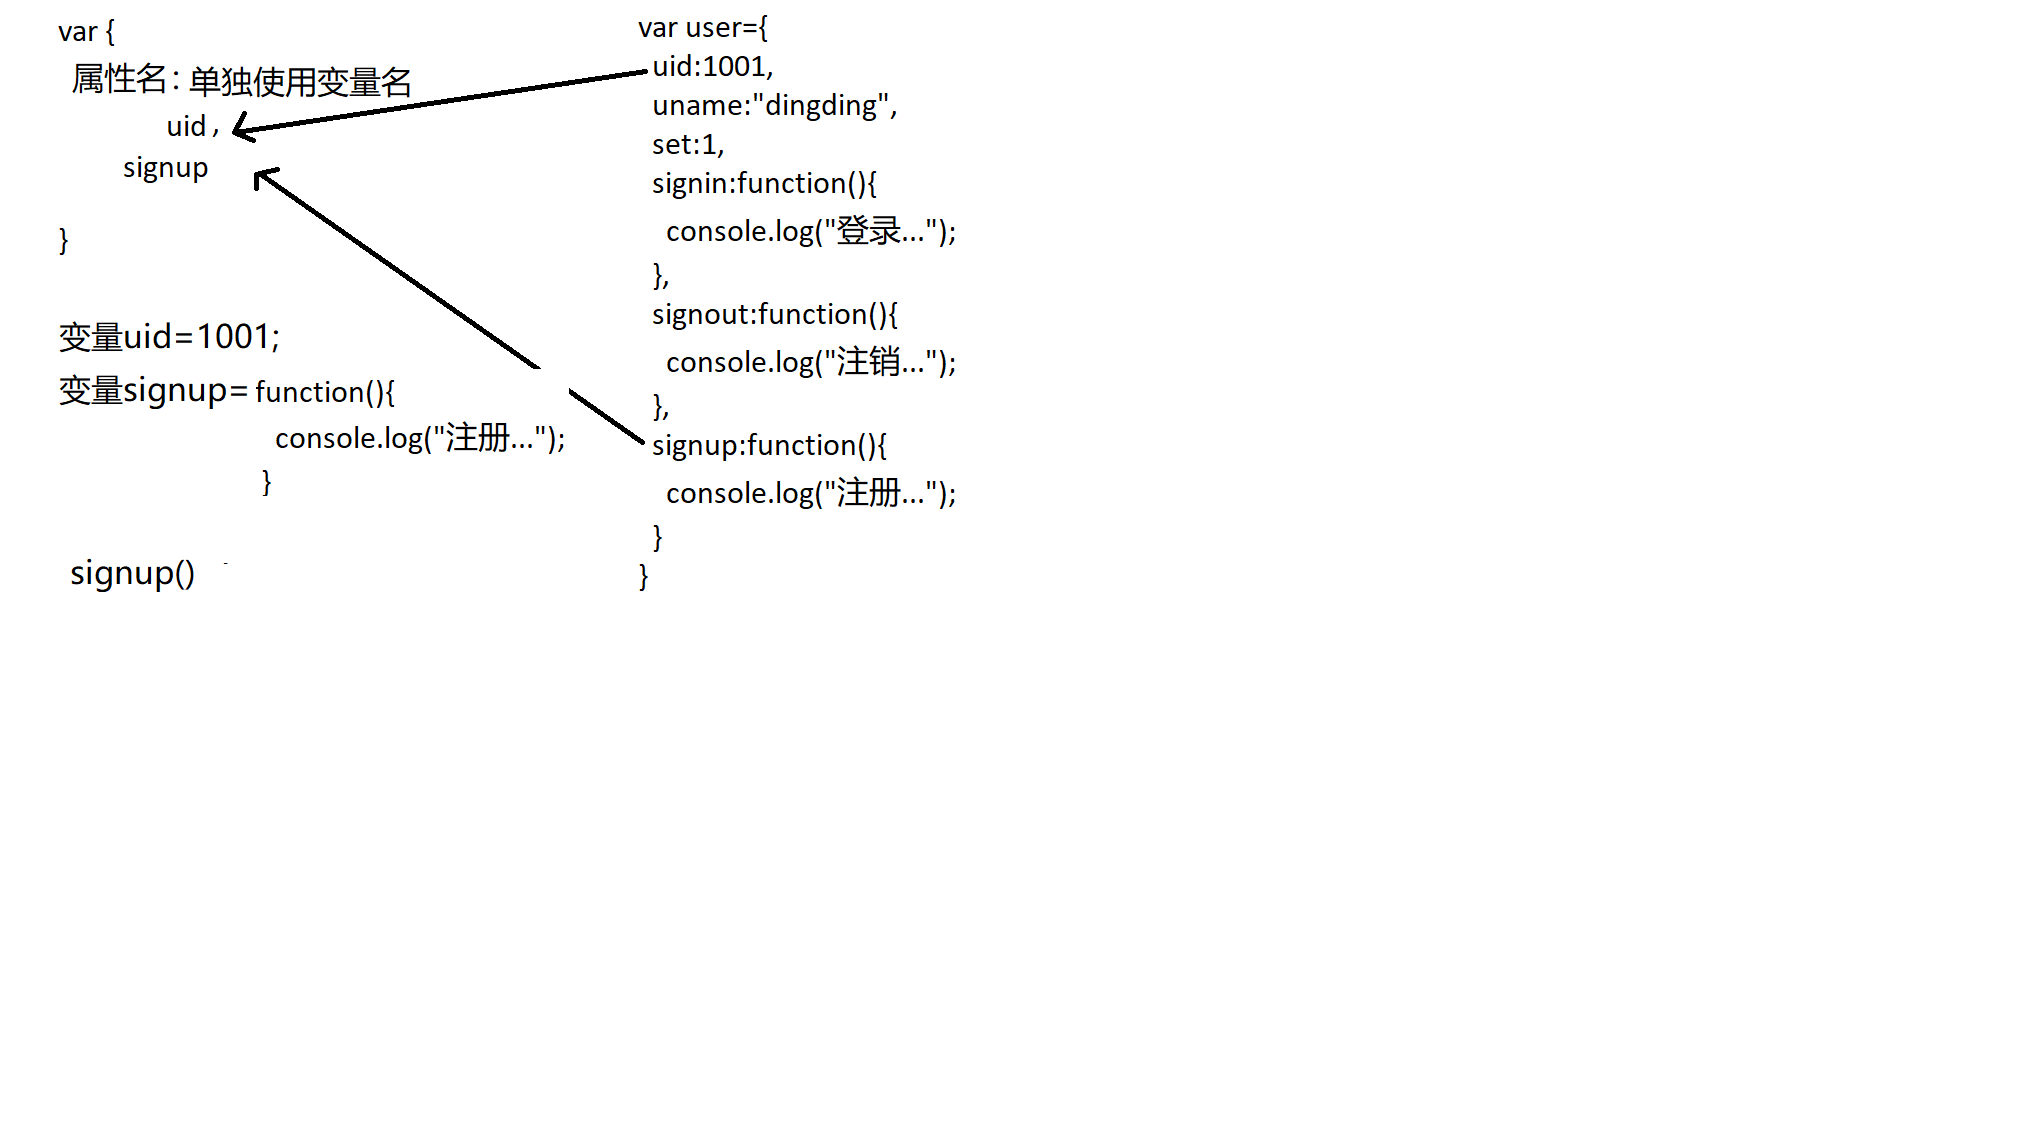 var {
属性名：单独使用变量名
uid，
signup
}
变量uid=1001;
变量signup=function(){
console.log("注册...");
}
signup()
var user={
uid:1001,
uname:"dingding",
set:1,
signin:function(){
console.log("登录...");
},
signout:function(){
console.log("注销...");
},
signup:function(){
console.log("注册...");
}
}